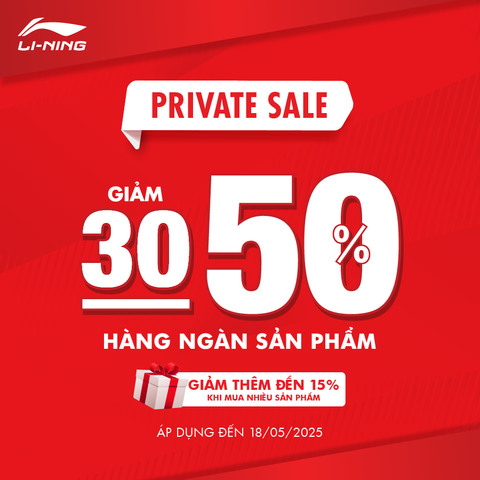 LI-NING
PRIVATE SALE
GIẢM
30 50%
HÀNG NGÀN SẢN PHẨM
GIẢM THÊM ĐẾN 15%
KHI MUA NHIỀU SẢN PHẨM
ÁP DỤNG ĐẾN 18/05/2025